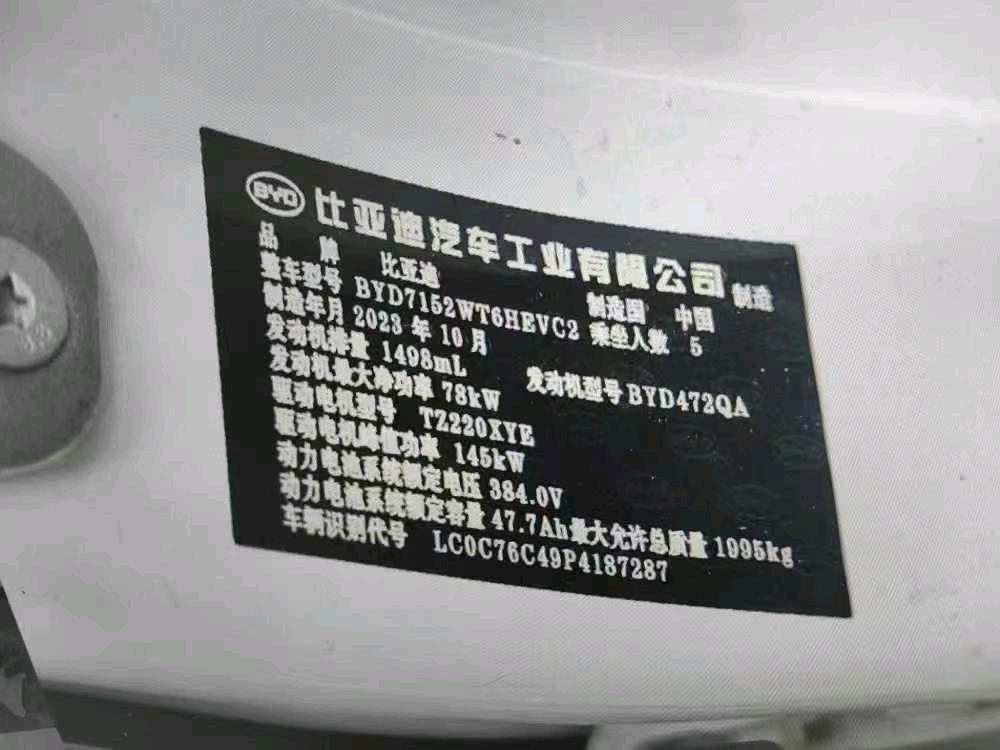 BYD 比亚迪汽车工业有限公司 制造
品 牌 比亚迪 制造国 中国
整车型号 BYD7152WT6HEVC2 乘坐人数 5
制造年月 2023 年 10 月
发动机排量 1498mL 发动机型号 BYD472QA
发动机最大净功率 78kW
驱动电机型号 TZ220XYE
驱动电机峰值功率 145kW
动力电池系统额定电压 384.0V
动力电池系统额定容量 47.7Ah 最大允许总质量 1995kg
车辆识别代号 LC0C76C49P4187287